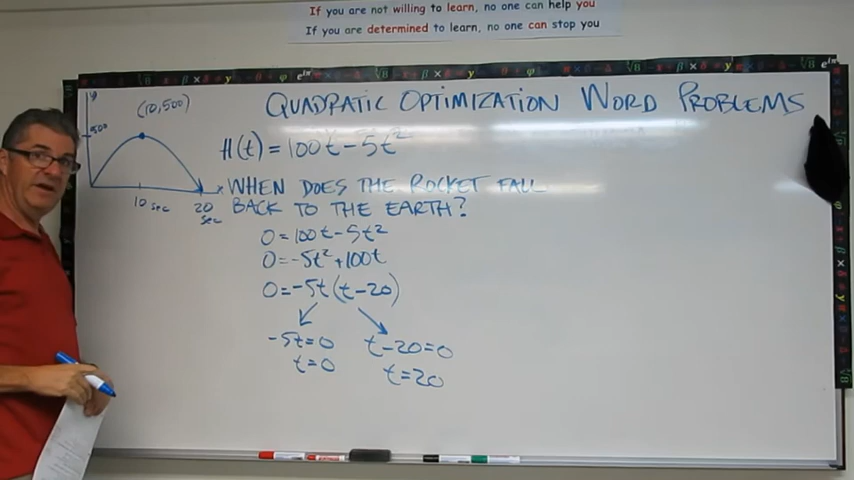 If you are not willing to learn, no one can help you
If you are determined to learn, no one can stop you
QUADRATIC OPTIMIZATION WORD PROBLEMS
y
(10,500)
500
x
10 sec
20 sec
H(t) = 100t - 5t²
WHEN DOES THE ROCKET FALL
BACK TO THE EARTH?
0 = 100t - 5t²
0 = -5t² + 100t
0 = -5t(t-20)
-5t = 0
t = 0
t - 20 = 0
t = 20